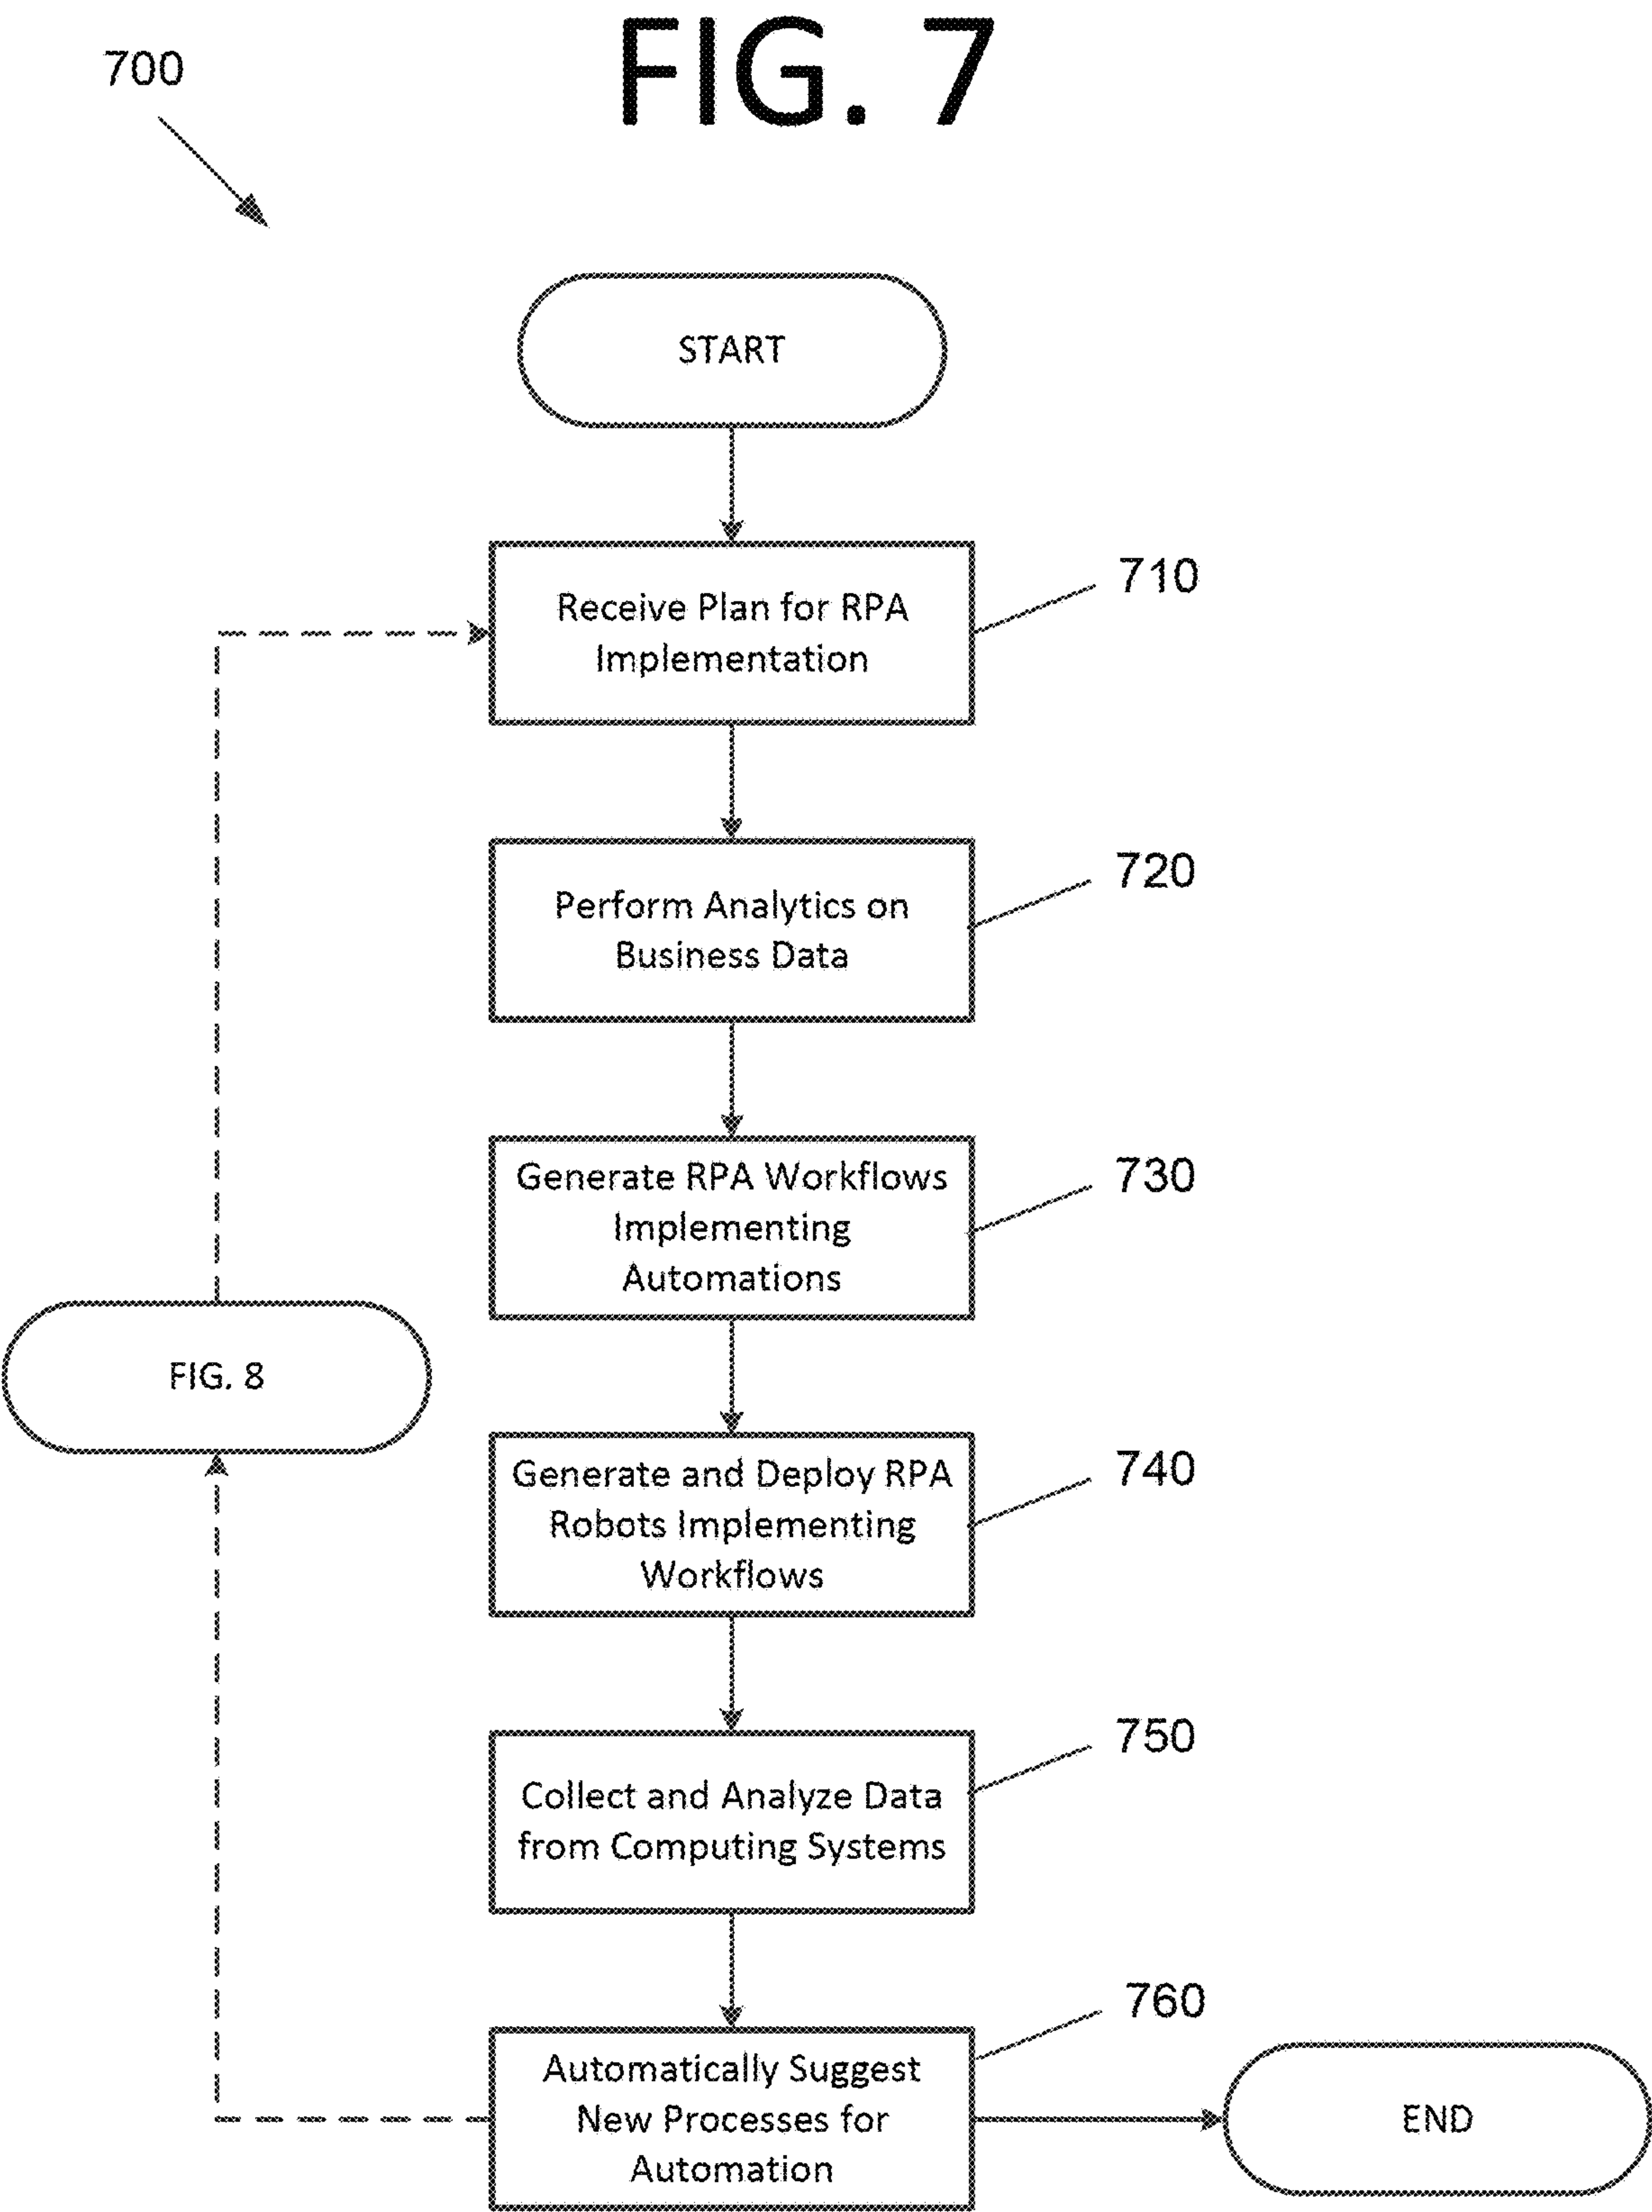 FIG. 7
700
START
Receive Plan for RPA
Implementation
710
Perform Analytics on
Business Data
720
Generate RPA Workflows
Implementing
Automations
730
FIG. 8
Generate and Deploy RPA
Robots Implementing
Workflows
740
Collect and Analyze Data
from Computing Systems
750
Automatically Suggest
New Processes for
Automation
760
END